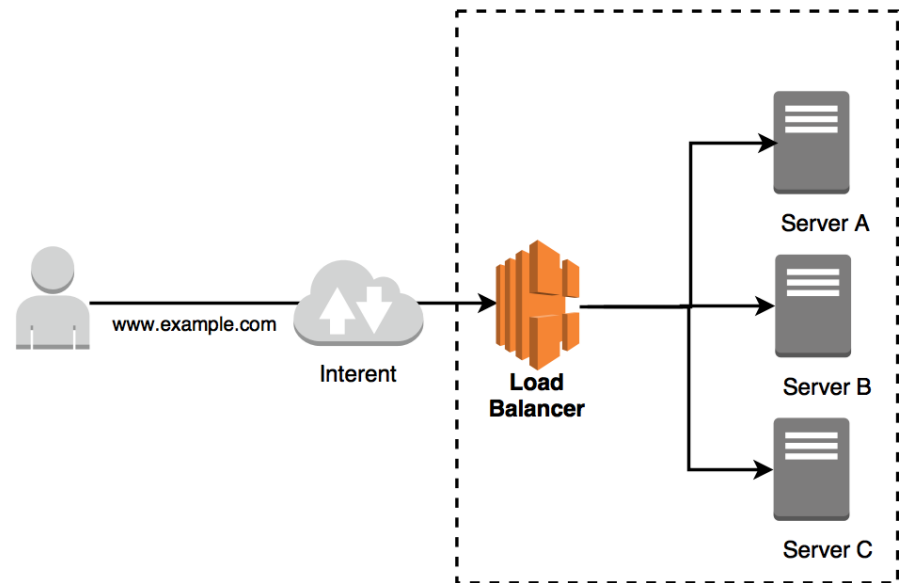 www.example.com
Interent
Load
Balancer
Server A
Server B
Server C